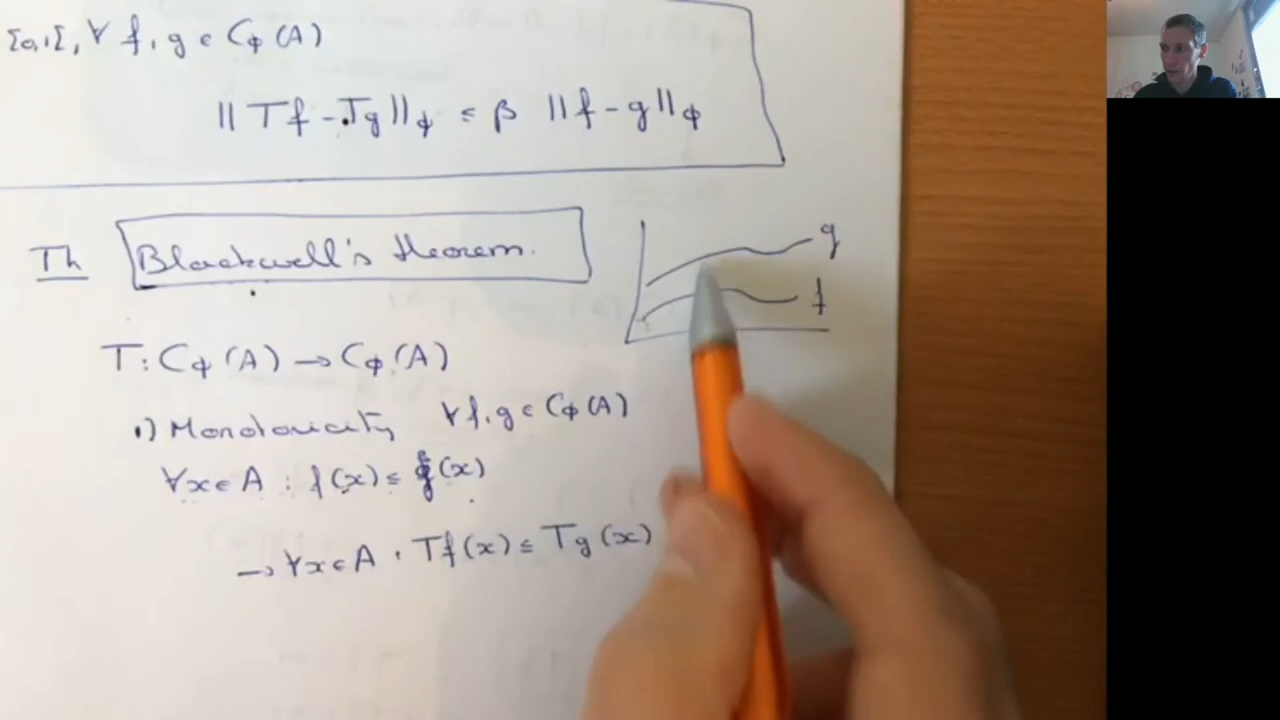 [0,1[, ∀ f, g ∈ Cϕ(A)
|| Tf - Tg ||ϕ ≤ β || f - g ||ϕ
Th Blackwell's theorem.
g
f
T: Cϕ(A) → Cϕ(A)
1) Monotonicity ∀ f, g ∈ Cϕ(A)
∀x∈A : f(x) ≤ g(x)
→ ∀x∈A : Tf(x) ≤ Tg(x)